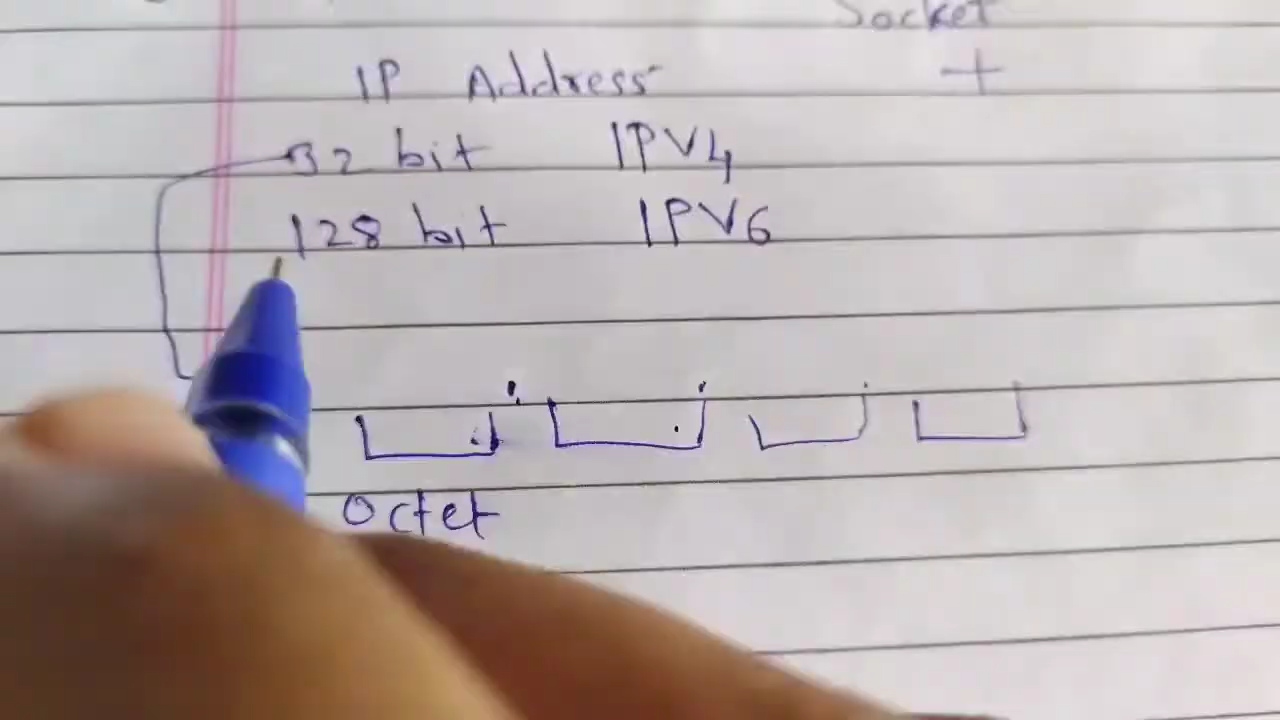 Socket
+
IP Address
32 bit IPV4
128 bit IPV6
Octet